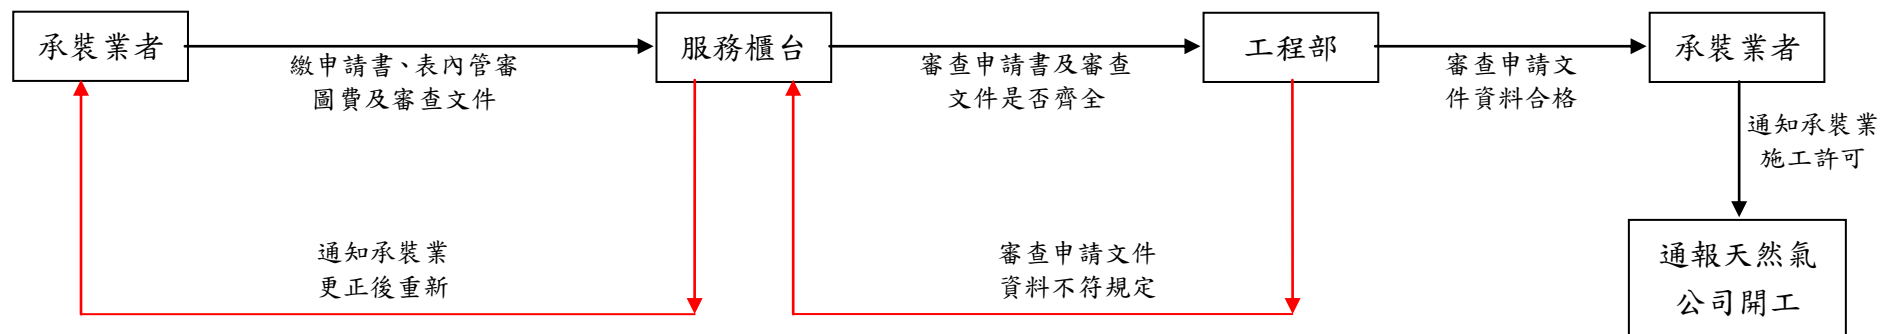 承裝業者
繳申請書、表內管審
圖費及審查文件
服務櫃台
審查申請書及審查
文件是否齊全
工程部
審查申請文
件資料合格
承裝業者
通知承裝業
施工許可
通知承裝業
更正後重新
審查申請文件
資料不符規定
通報天然氣
公司開工